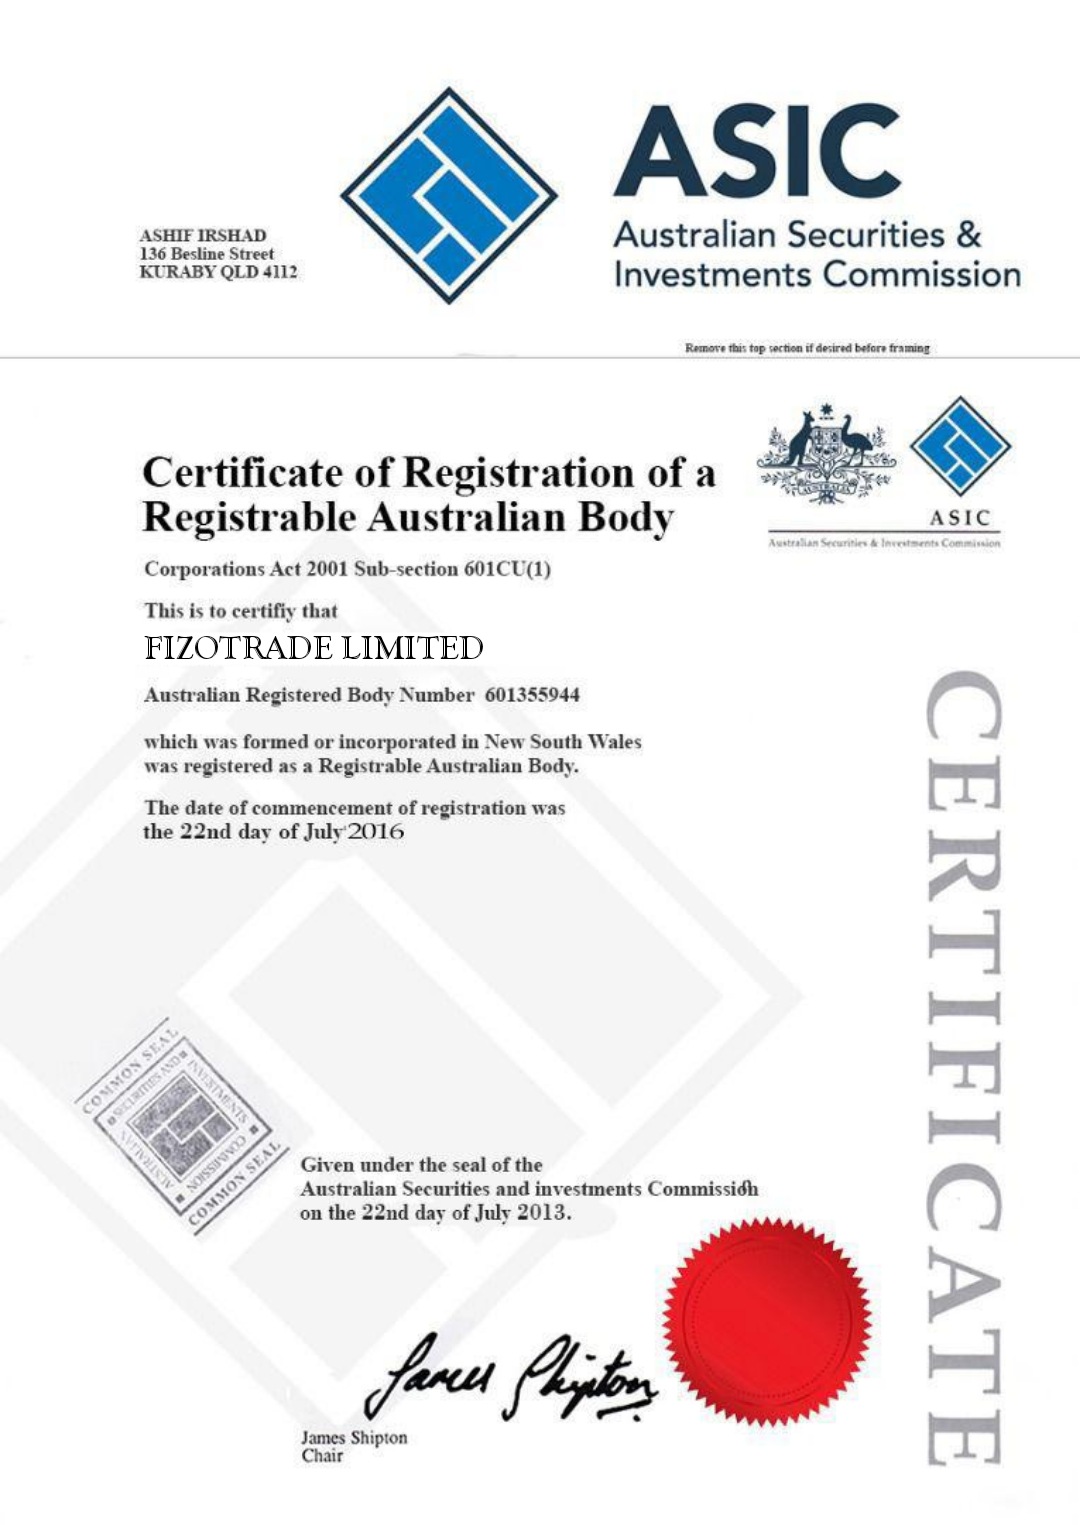 ASIC
Australian Securities &
Investments Commission
ASHIF IRSHAD
136 Besline Street
KURABY QLD 4112
Remove this top section if desired before framing
AUSTRALIA
ASIC
Australian Securities & Investments Commission
Certificate of Registration of a
Registrable Australian Body
Corporations Act 2001 Sub-section 601CU(1)
This is to certifiy that
FIZOTRADE LIMITED
Australian Registered Body Number 601355944
which was formed or incorporated in New South Wales
was registered as a Registrable Australian Body.
The date of commencement of registration was
the 22nd day of July'2016
CERTIFICATE
COMMON SEAL
AUSTRALIAN
SECURITIES AND
INVESTMENTS
COMMISSION
COMMON SEAL
Given under the seal of the
Australian Securities and investments Commission
on the 22nd day of July 2013.
James Shipton
James Shipton
Chair